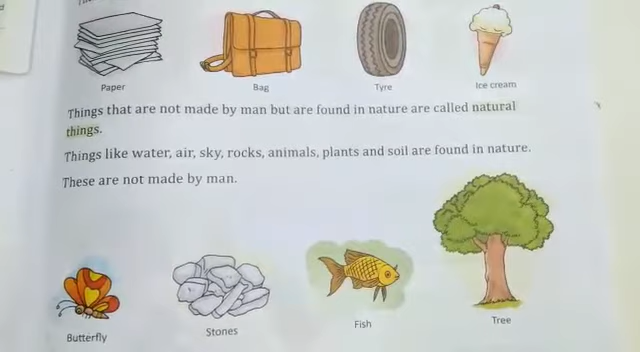 Paper Bag Tyre Ice cream
Things that are not made by man but are found in nature are called natural
things.
Things like water, air, sky, rocks, animals, plants and soil are found in nature.
These are not made by man.
Butterfly Stones Fish Tree